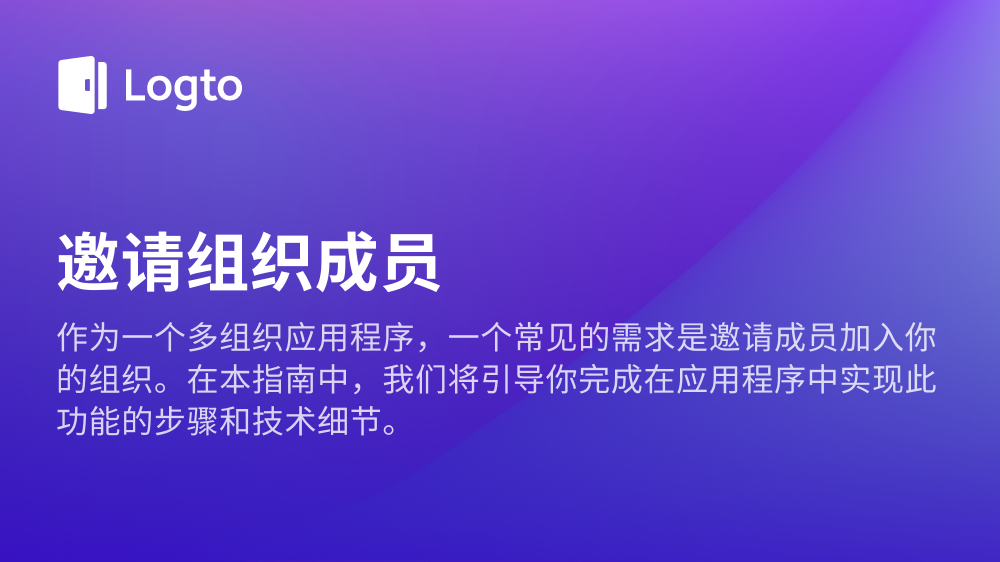 Logto
邀请组织成员
作为一个多组织应用程序，一个常见的需求是邀请成员加入你
的组织。在本指南中，我们将引导你完成在应用程序中实现此
功能的步骤和技术细节。